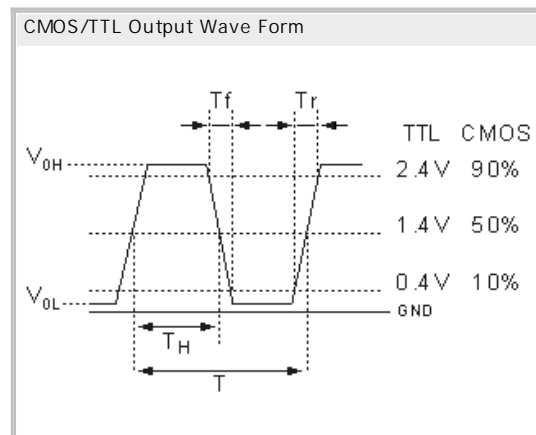 CMOS/TTL Output Wave Form
Tf Tr
TTL CMOS
V0H 2.4V 90%
1.4V 50%
0.4V 10%
V0L
GND
TH
T